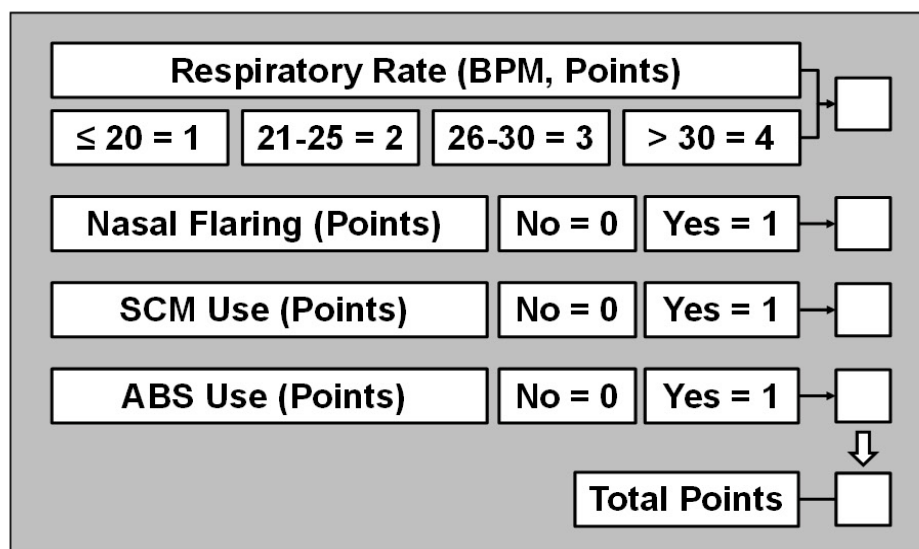 Respiratory Rate (BPM, Points)
≤ 20 = 1 21-25 = 2 26-30 = 3 > 30 = 4
Nasal Flaring (Points) No = 0 Yes = 1
SCM Use (Points) No = 0 Yes = 1
ABS Use (Points) No = 0 Yes = 1
Total Points